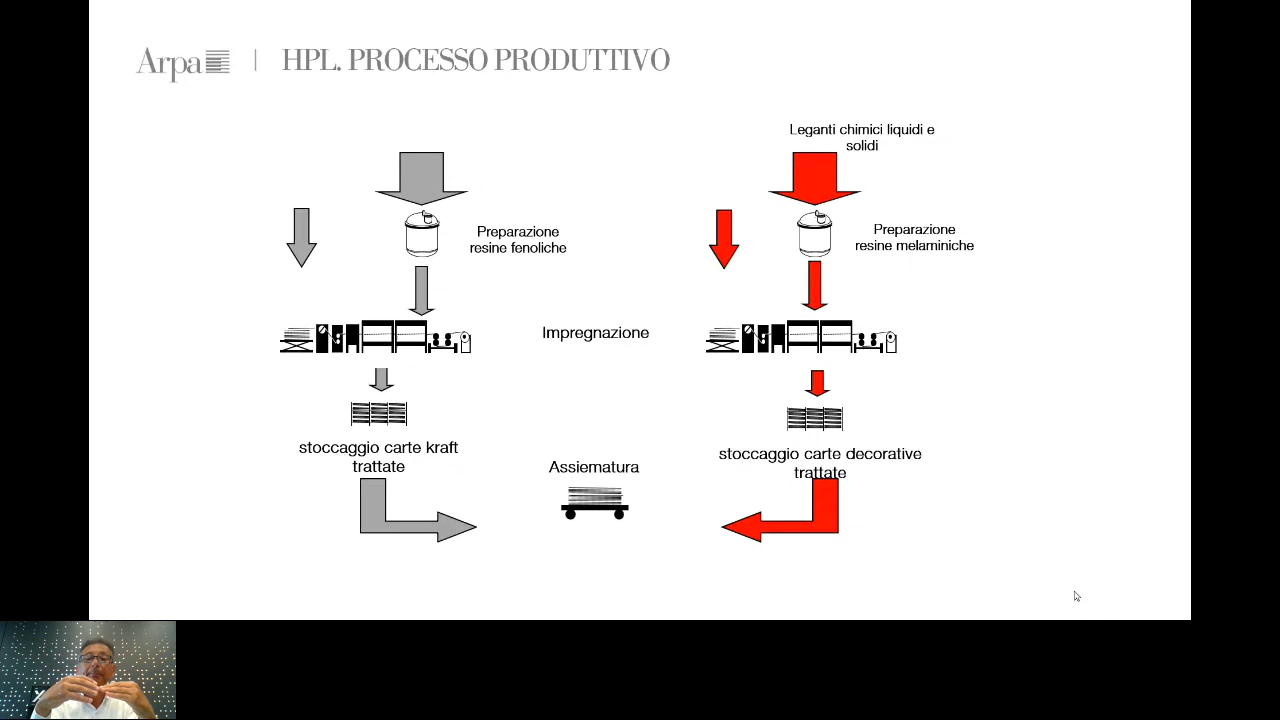 Arpa
HPL. PROCESSO PRODUTTIVO
Leganti chimici liquidi e
solidi
Preparazione
resine fenoliche
Preparazione
resine melaminiche
Impregnazione
stoccaggio carte kraft
trattate
Assiematura
stoccaggio carte decorative
trattate